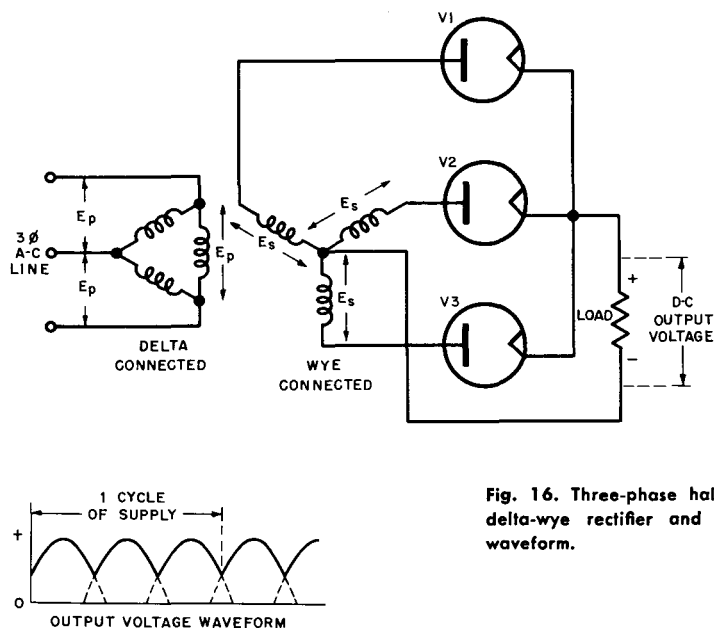 V1
V2
V3
3Ø
A-C
LINE
Ep
Ep
Ep
Es
Es
Es
DELTA
CONNECTED
WYE
CONNECTED
+
LOAD
−
D-C
OUTPUT
VOLTAGE
1 CYCLE
OF SUPPLY
+
0
OUTPUT VOLTAGE WAVEFORM
Fig. 16. Three-phase hal
delta-wye rectifier and
waveform.